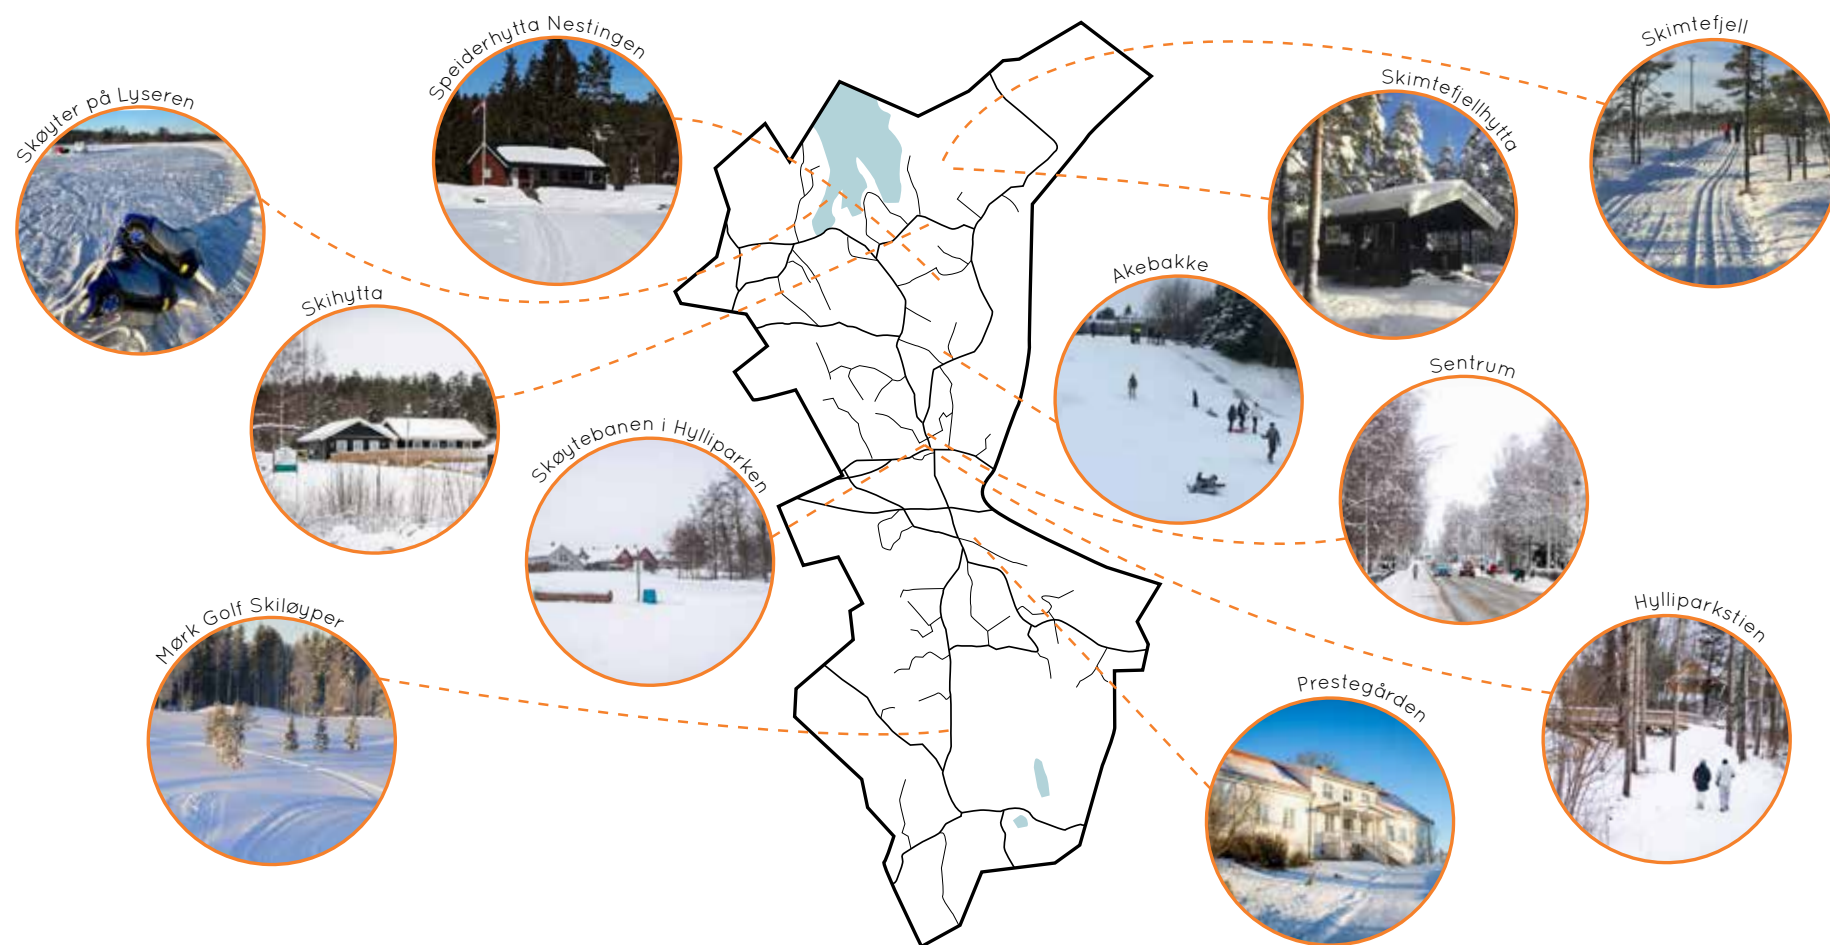 Speiderhytta Nestingen
Skimtefjell
Skøyter på Lyseren
Skimtefjellhytta
Akebakke
Skihytta
Sentrum
Skøytebanen i Hylliparken
Mørk Golf Skiløyper
Hylliparkstien
Prestegården